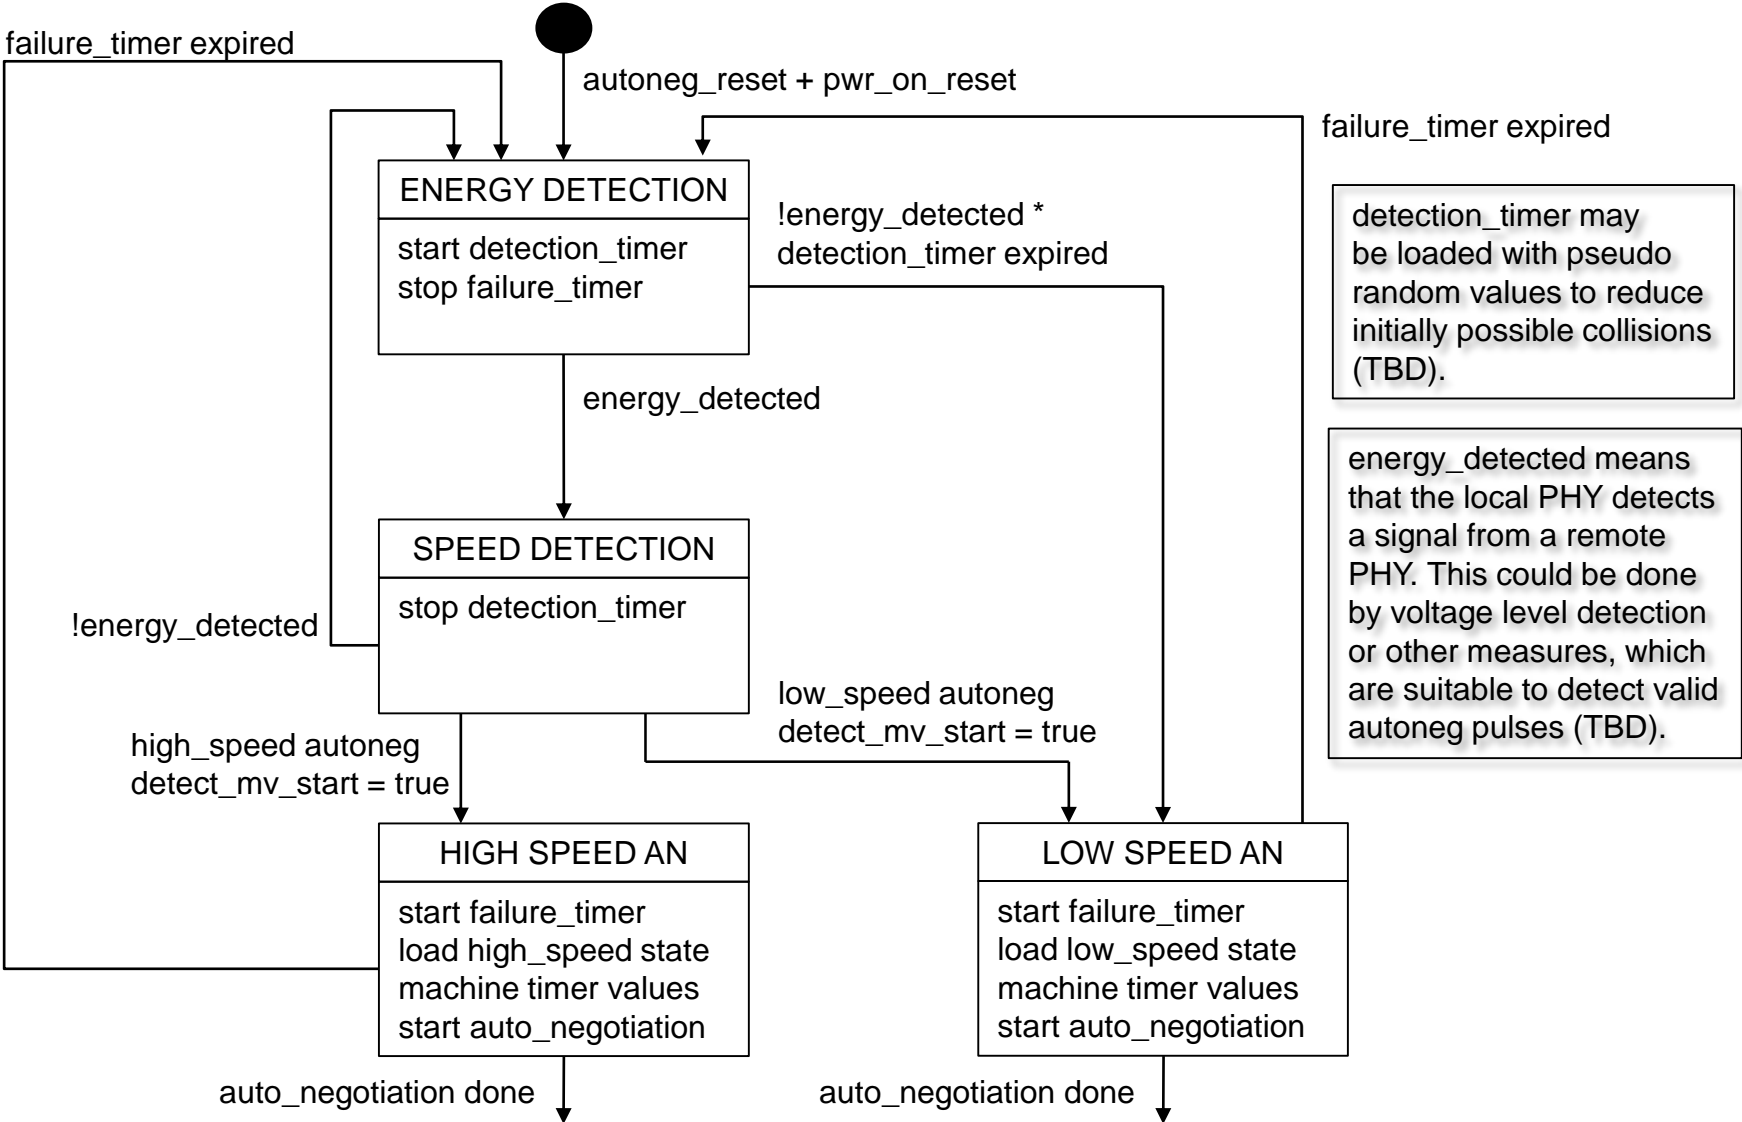 failure_timer expired
autoneg_reset + pwr_on_reset
failure_timer expired
ENERGY DETECTION
start detection_timer
stop failure_timer
!energy_detected *
detection_timer expired
detection_timer may
be loaded with pseudo
random values to reduce
initially possible collisions
(TBD).
energy_detected
energy_detected means
that the local PHY detects
a signal from a remote
PHY. This could be done
by voltage level detection
or other measures, which
are suitable to detect valid
autoneg pulses (TBD).
SPEED DETECTION
stop detection_timer
!energy_detected
low_speed autoneg
detect_mv_start = true
high_speed autoneg
detect_mv_start = true
HIGH SPEED AN
start failure_timer
load high_speed state
machine timer values
start auto_negotiation
LOW SPEED AN
start failure_timer
load low_speed state
machine timer values
start auto_negotiation
auto_negotiation done
auto_negotiation done